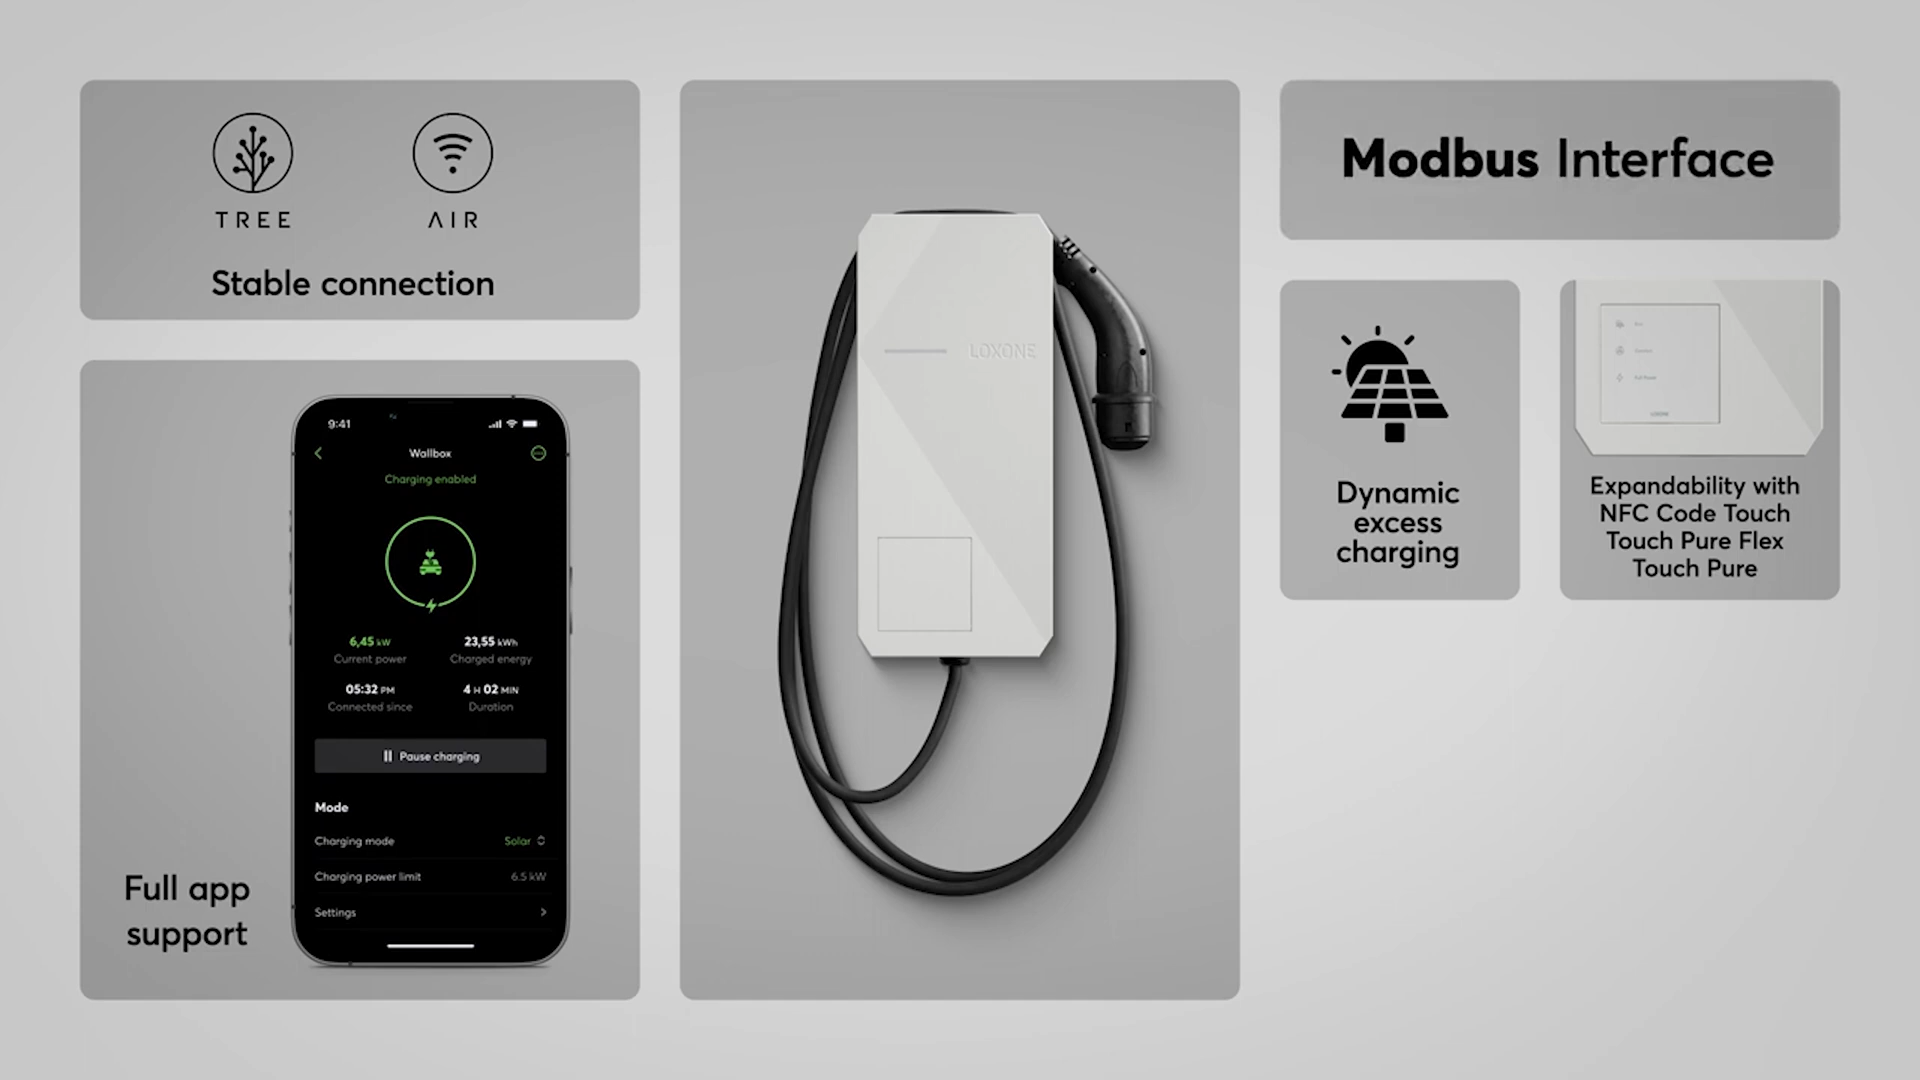 TREE
AIR
Stable connection
9:41
Wallbox
Charging enabled
6,45 kW
23,55 kWh
Current power
Charged energy
05:32 PM
4 H 02 MIN
Connected since
Duration
Pause charging
Mode
Charging mode
Solar
Charging power limit
6.5 kW
Settings
Full app
support
LOXONE
Modbus Interface
Dynamic
excess
charging
LOXONE
Expandability with
NFC Code Touch
Touch Pure Flex
Touch Pure